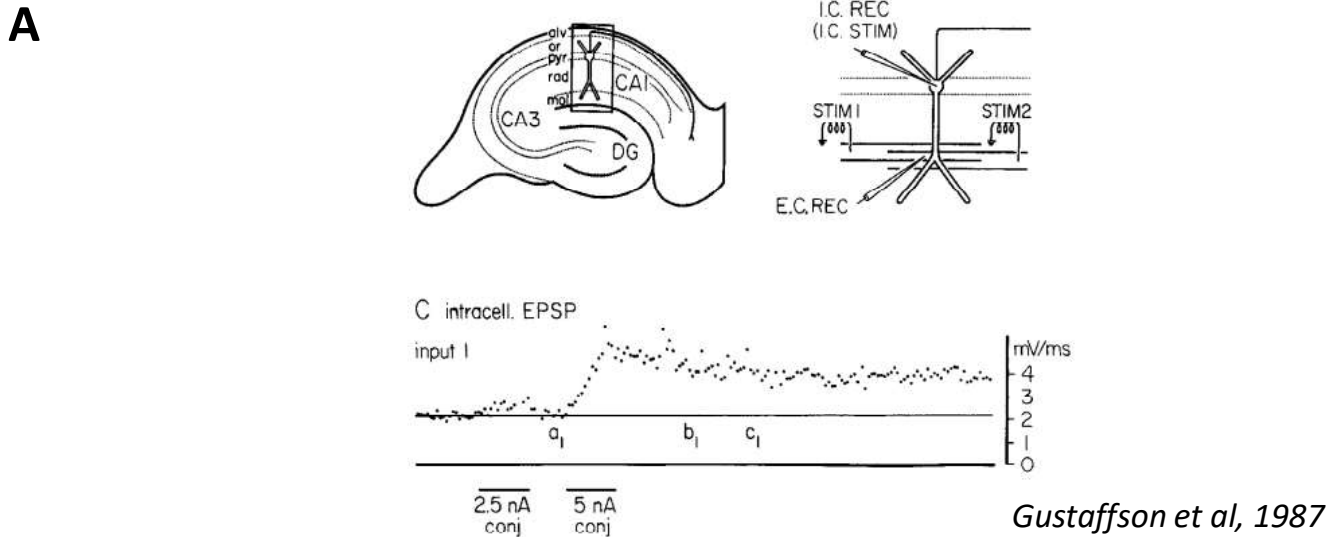 A
alv
or
pyr
rad
mol
CA1
CA3
DG
I.C. REC
(I.C. STIM)
STIM1
STIM2
E.C. REC
C intracell. EPSP
input 1
mV/ms
4
3
2
1
0
a1
b1
c1
2.5 nA
conj
5 nA
conj
Gustaffson et al, 1987